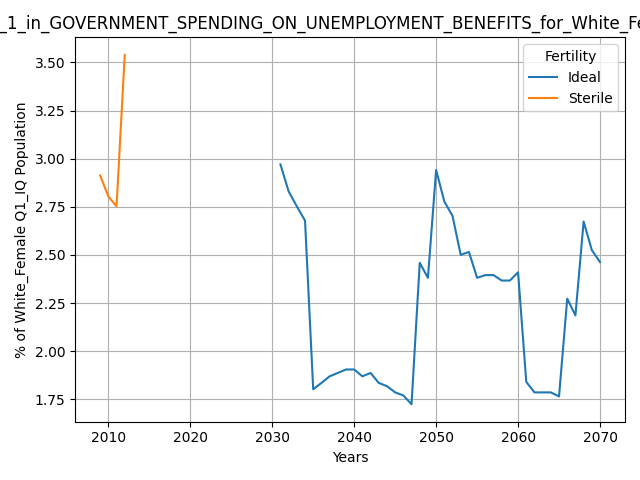 _1_in_GOVERNMENT_SPENDING_ON_UNEMPLOYMENT_BENEFITS_for_White_Fe
Fertility
Ideal
Sterile
% of White_Female Q1_IQ Population
3.50
3.25
3.00
2.75
2.50
2.25
2.00
1.75
2010 2020 2030 2040 2050 2060 2070
Years